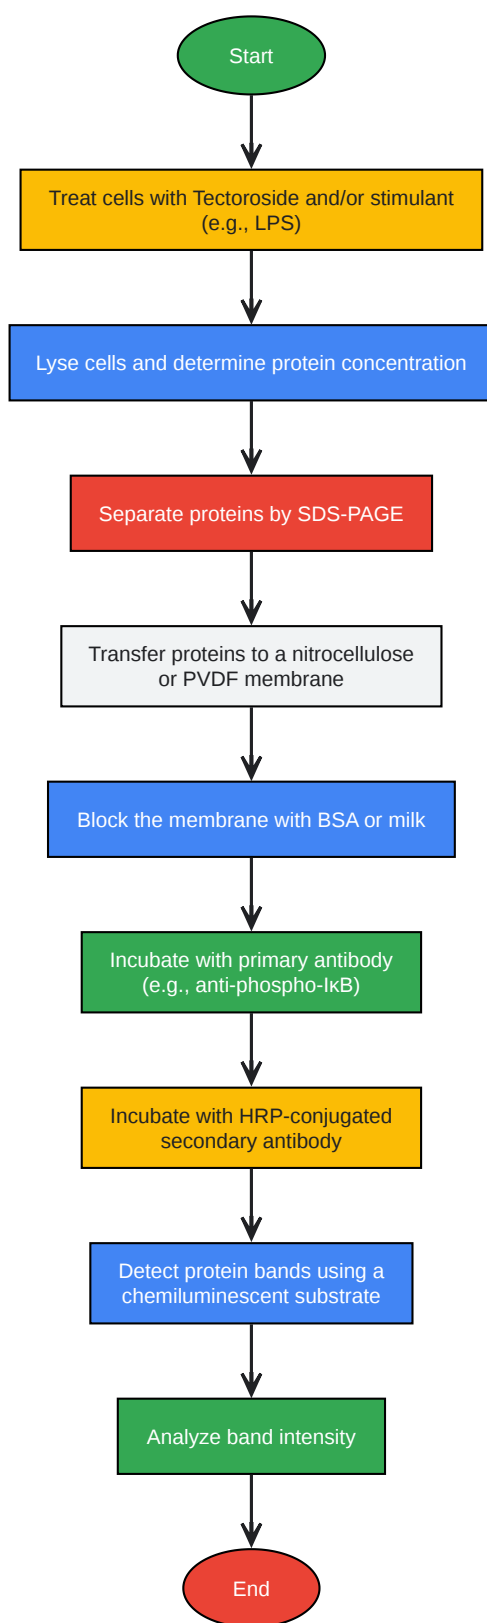 Start
Treat cells with Tectoroside and/or stimulant
(e.g., LPS)
Lyse cells and determine protein concentration
Separate proteins by SDS-PAGE
Transfer proteins to a nitrocellulose
or PVDF membrane
Block the membrane with BSA or milk
Incubate with primary antibody
(e.g., anti-phospho-IκB)
Incubate with HRP-conjugated
secondary antibody
Detect protein bands using a
chemiluminescent substrate
Analyze band intensity
End